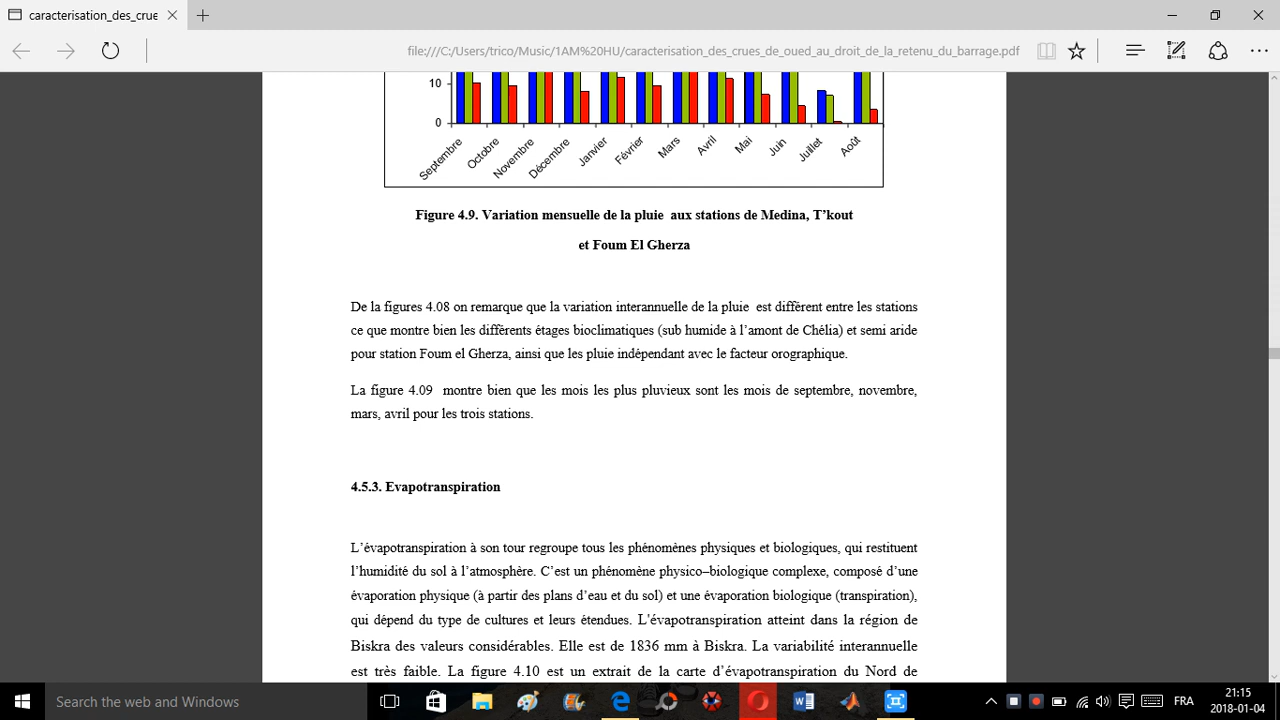 caracterisation_des_crue
file:///C:/Users/trico/Music/1AM%20HU/caracterisation_des_crues_de_oued_au_droit_de_la_retenu_du_barrage.pdf
10
0
Septembre
Octobre
Novembre
Décembre
Janvier
Février
Mars
Avril
Mai
Juin
Juillet
Août
Figure 4.9. Variation mensuelle de la pluie aux stations de Medina, T’kout
et Foum El Gherza
De la figures 4.08 on remarque que la variation interannuelle de la pluie est différent entre les stations
ce que montre bien les différents étages bioclimatiques (sub humide à l’amont de Chélia) et semi aride
pour station Foum el Gherza, ainsi que les pluie indépendant avec le facteur orographique.
La figure 4.09 montre bien que les mois les plus pluvieux sont les mois de septembre, novembre,
mars, avril pour les trois stations.
4.5.3. Evapotranspiration
L’évapotranspiration à son tour regroupe tous les phénomènes physiques et biologiques, qui restituent
l’humidité du sol à l’atmosphère. C’est un phénomène physico–biologique complexe, composé d’une
évaporation physique (à partir des plans d’eau et du sol) et une évaporation biologique (transpiration),
qui dépend du type de cultures et leurs étendues. L'évapotranspiration atteint dans la région de
Biskra des valeurs considérables. Elle est de 1836 mm à Biskra. La variabilité interannuelle
est très faible. La figure 4.10 est un extrait de la carte d’évapotranspiration du Nord de
Search the web and Windows
FRA
21:15
2018-01-04